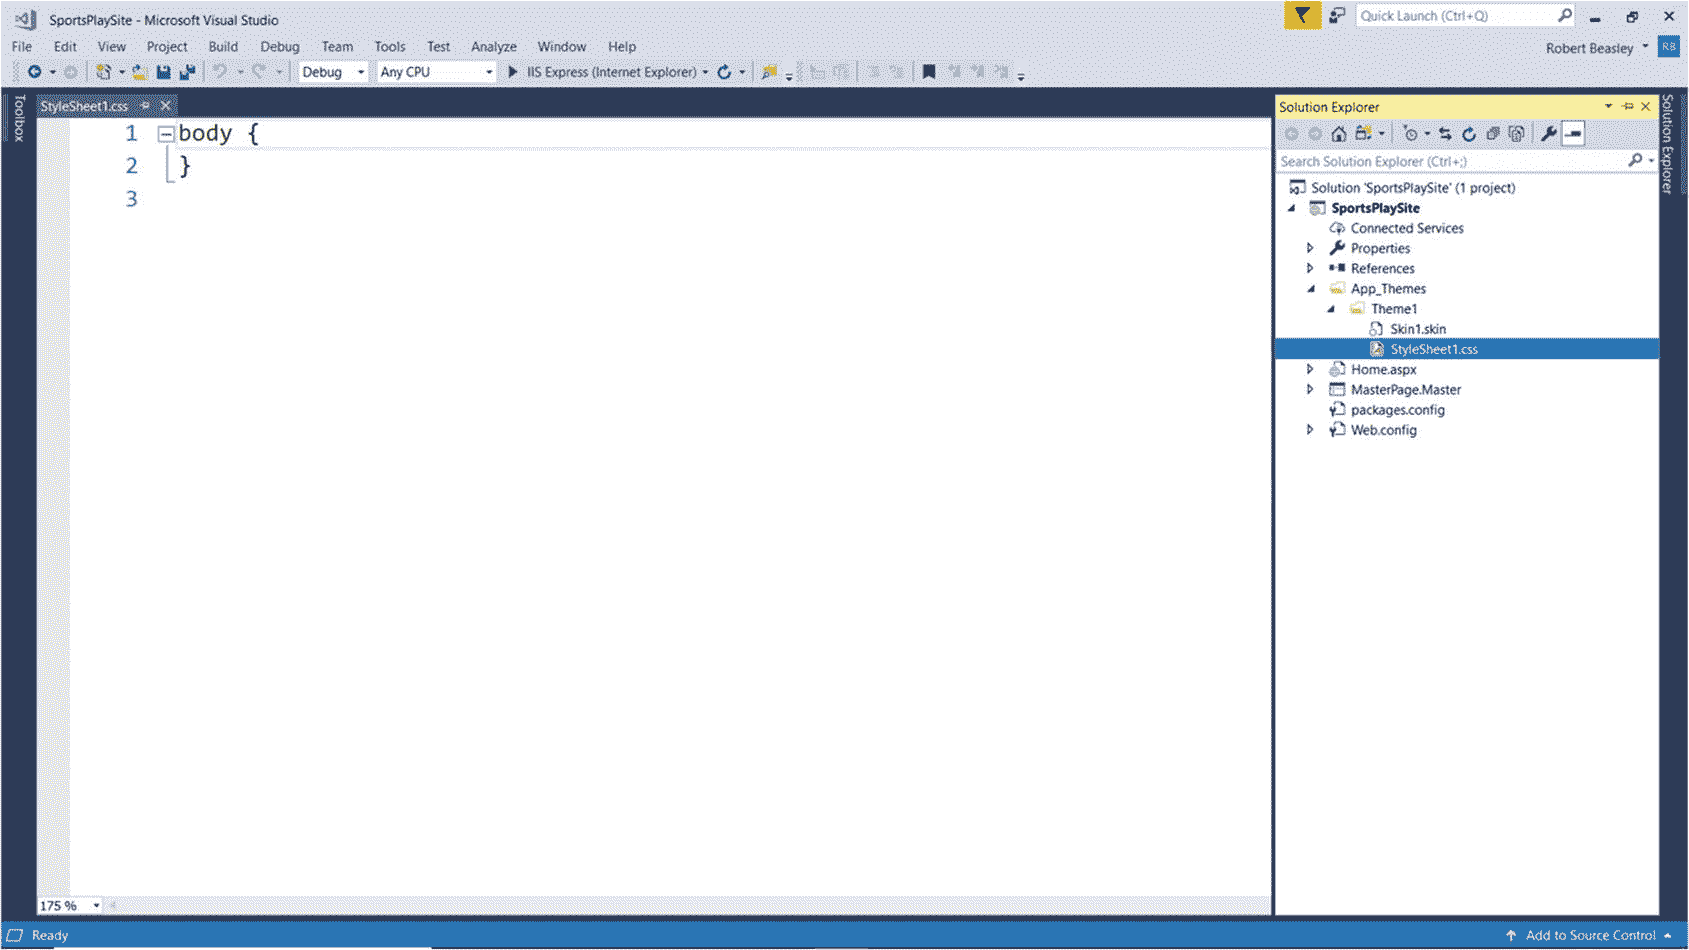 SportsPlaySite - Microsoft Visual Studio
Quick Launch (Ctrl+Q)
File Edit View Project Build Debug Team Tools Test Analyze Window Help
Robert Beasley
RB
Debug Any CPU IIS Express (Internet Explorer)
Toolbox
StyleSheet1.css
1 body {
2 }
3
175 %
Solution Explorer
Search Solution Explorer (Ctrl+;)
Solution 'SportsPlaySite' (1 project)
SportsPlaySite
Connected Services
Properties
References
App_Themes
Theme1
Skin1.skin
StyleSheet1.css
Home.aspx
MasterPage.Master
packages.config
Web.config
Solution Explorer
Ready
Add to Source Control